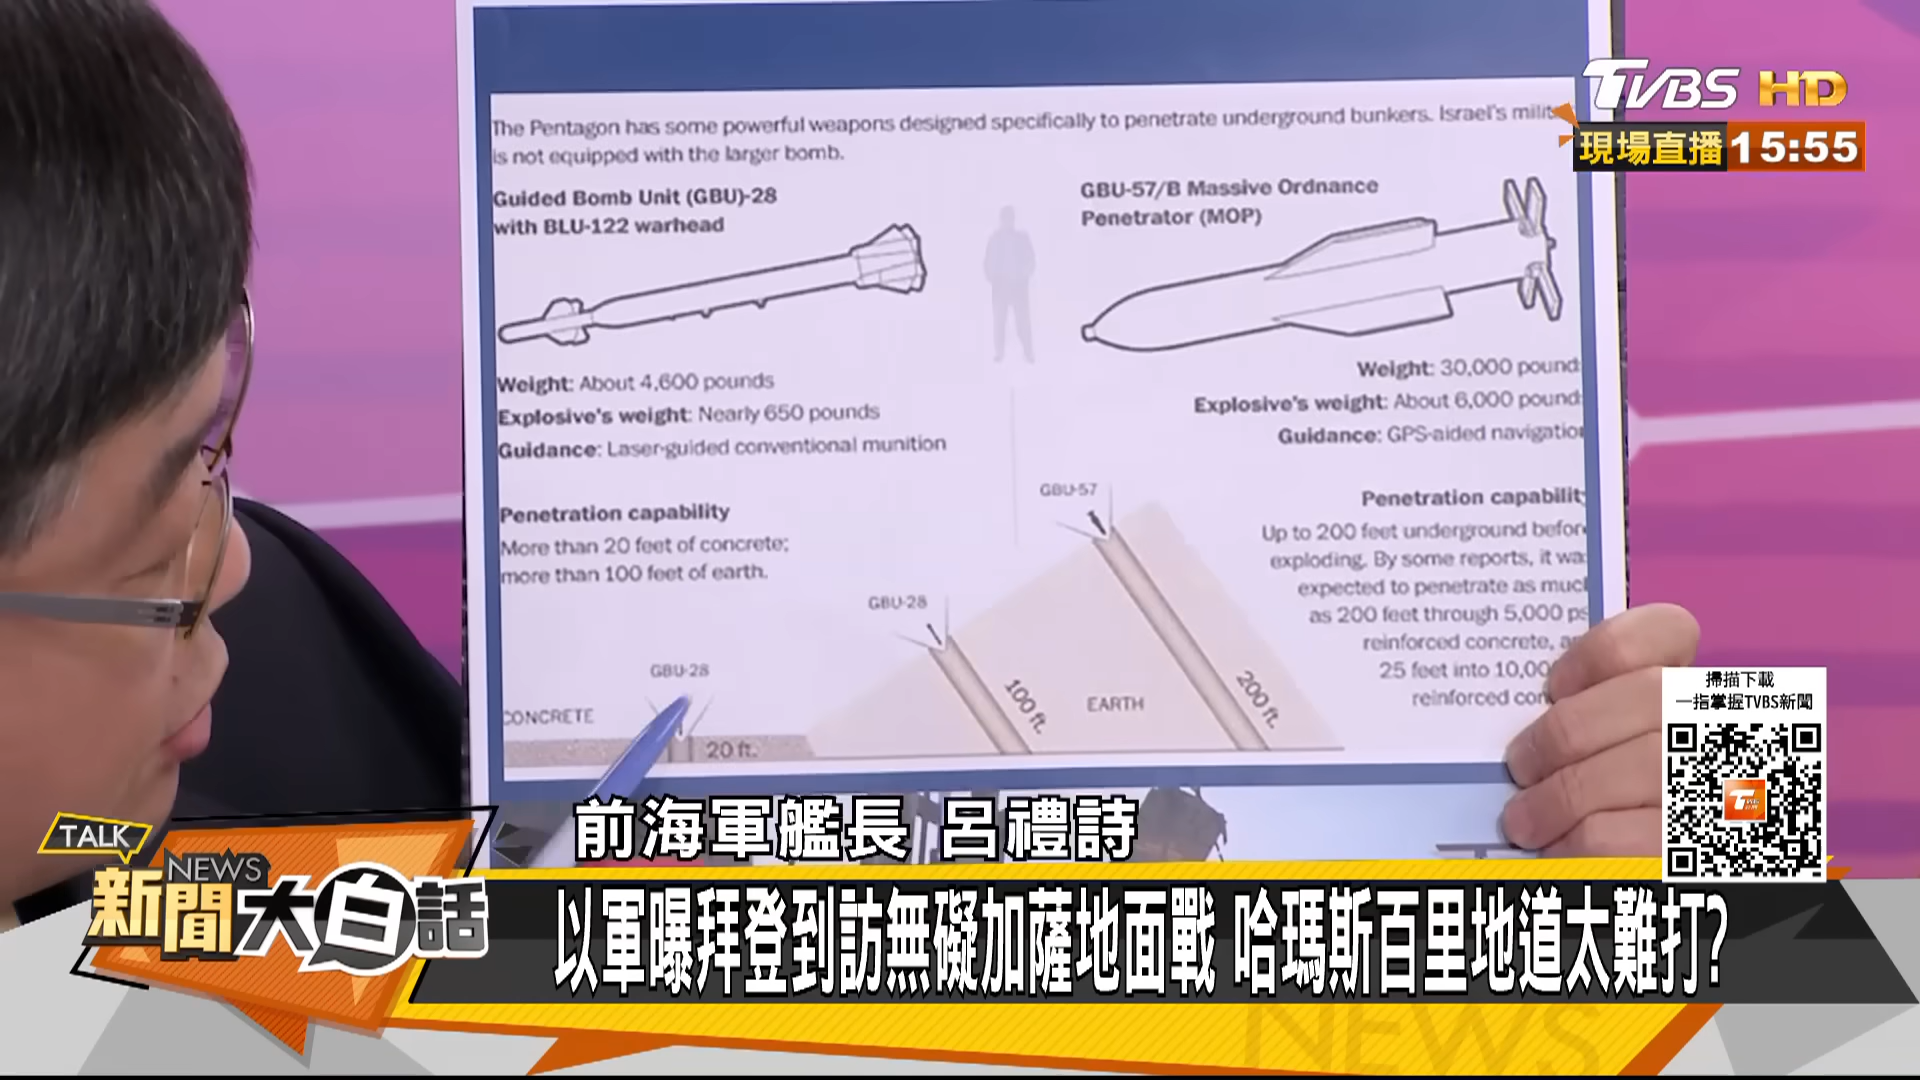 TVBS HD
現場直播 15:55
The Pentagon has some powerful weapons designed specifically to penetrate underground bunkers. Israel's milit
is not equipped with the larger bomb.
Guided Bomb Unit (GBU)-28
with BLU-122 warhead
Weight: About 4,600 pounds
Explosive's weight: Nearly 650 pounds
Guidance: Laser-guided conventional munition
Penetration capability
More than 20 feet of concrete;
more than 100 feet of earth.
GBU-57/B Massive Ordnance
Penetrator (MOP)
Weight: 30,000 pound
Explosive's weight: About 6,000 pound
Guidance: GPS-aided navigatio
Penetration capabilit
Up to 200 feet underground befor
exploding. By some reports, it wa
expected to penetrate as muc
as 200 feet through 5,000 ps
reinforced concrete, a
25 feet into 10,00
reinforced con
GBU-57
GBU-28
GBU-28
CONCRETE
20 ft.
100 ft.
EARTH
200 ft.
掃描下載
一指掌握TVBS新聞
前海軍艦長 呂禮詩
TALK
NEWS
新聞大白話
以軍曝拜登到訪無礙加薩地面戰 哈瑪斯百里地道太難打?
NEWS